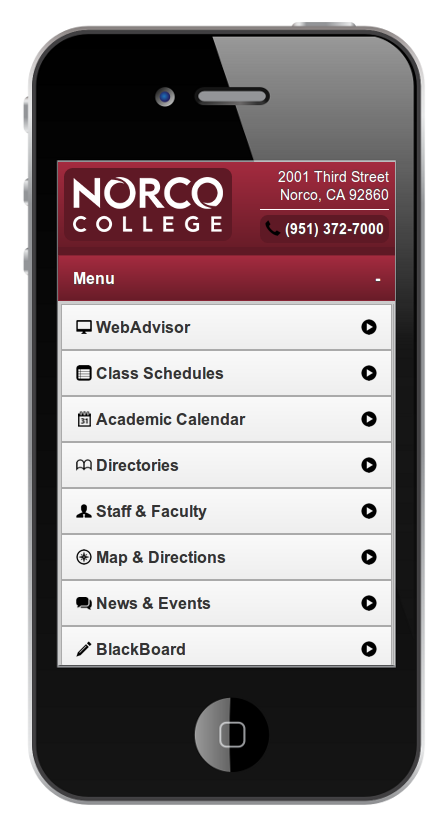 NORCO
COLLEGE
2001 Third Street
Norco, CA 92860
(951) 372-7000
Menu -
WebAdvisor
Class Schedules
31 Academic Calendar
Directories
Staff & Faculty
Map & Directions
News & Events
BlackBoard